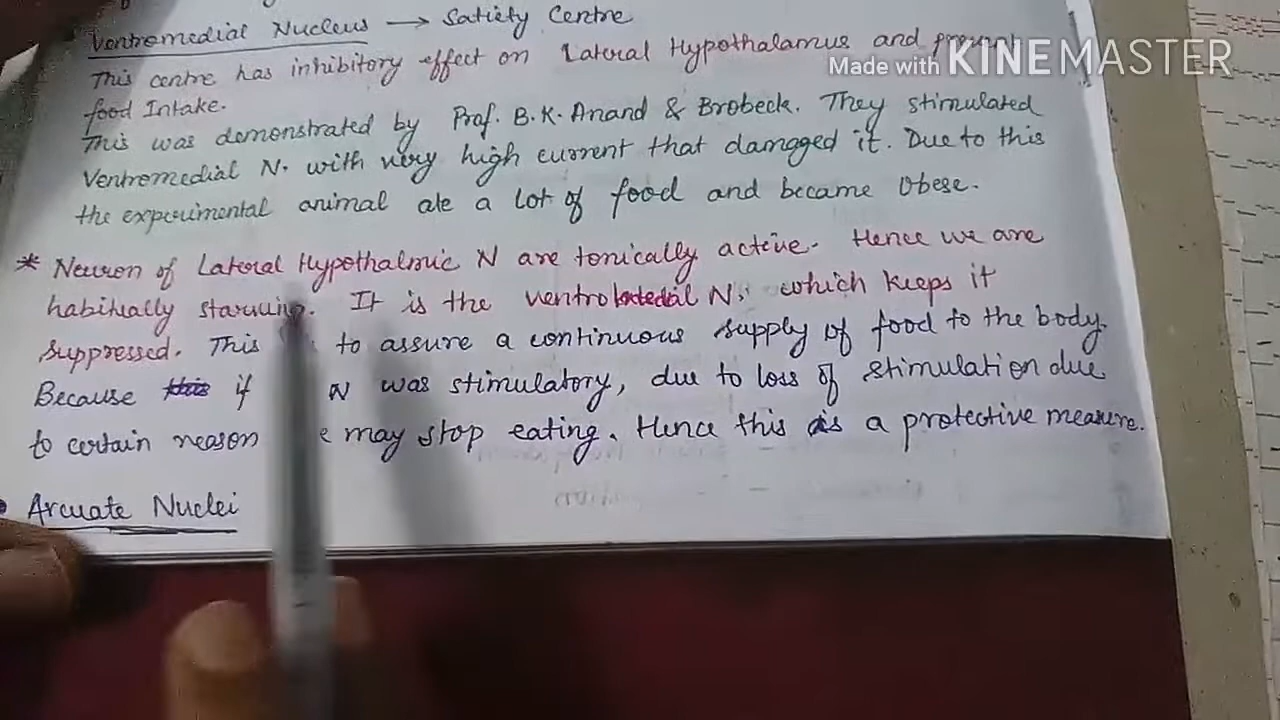 Ventromedial Nucleus → Satiety Centre
This centre has inhibitory effect on Lateral Hypothalamus and prevent
food Intake.
This was demonstrated by Prof. B.K. Anand & Brobeck. They stimulated
Ventromedial N. with very high current that damaged it. Due to this
the experimental animal ate a lot of food and became Obese.
* Neuron of Lateral Hypothalmic N are tonically active. Hence we are
habitually starving. It is the N. which keeps it
suppressed. This to assure a continuous supply of food to the body.
Because if N was stimulatory, due to loss of stimulation due
to certain reason may stop eating. Hence this is a protective measure.
Arcuate Nuclei
Made with KINEMASTER